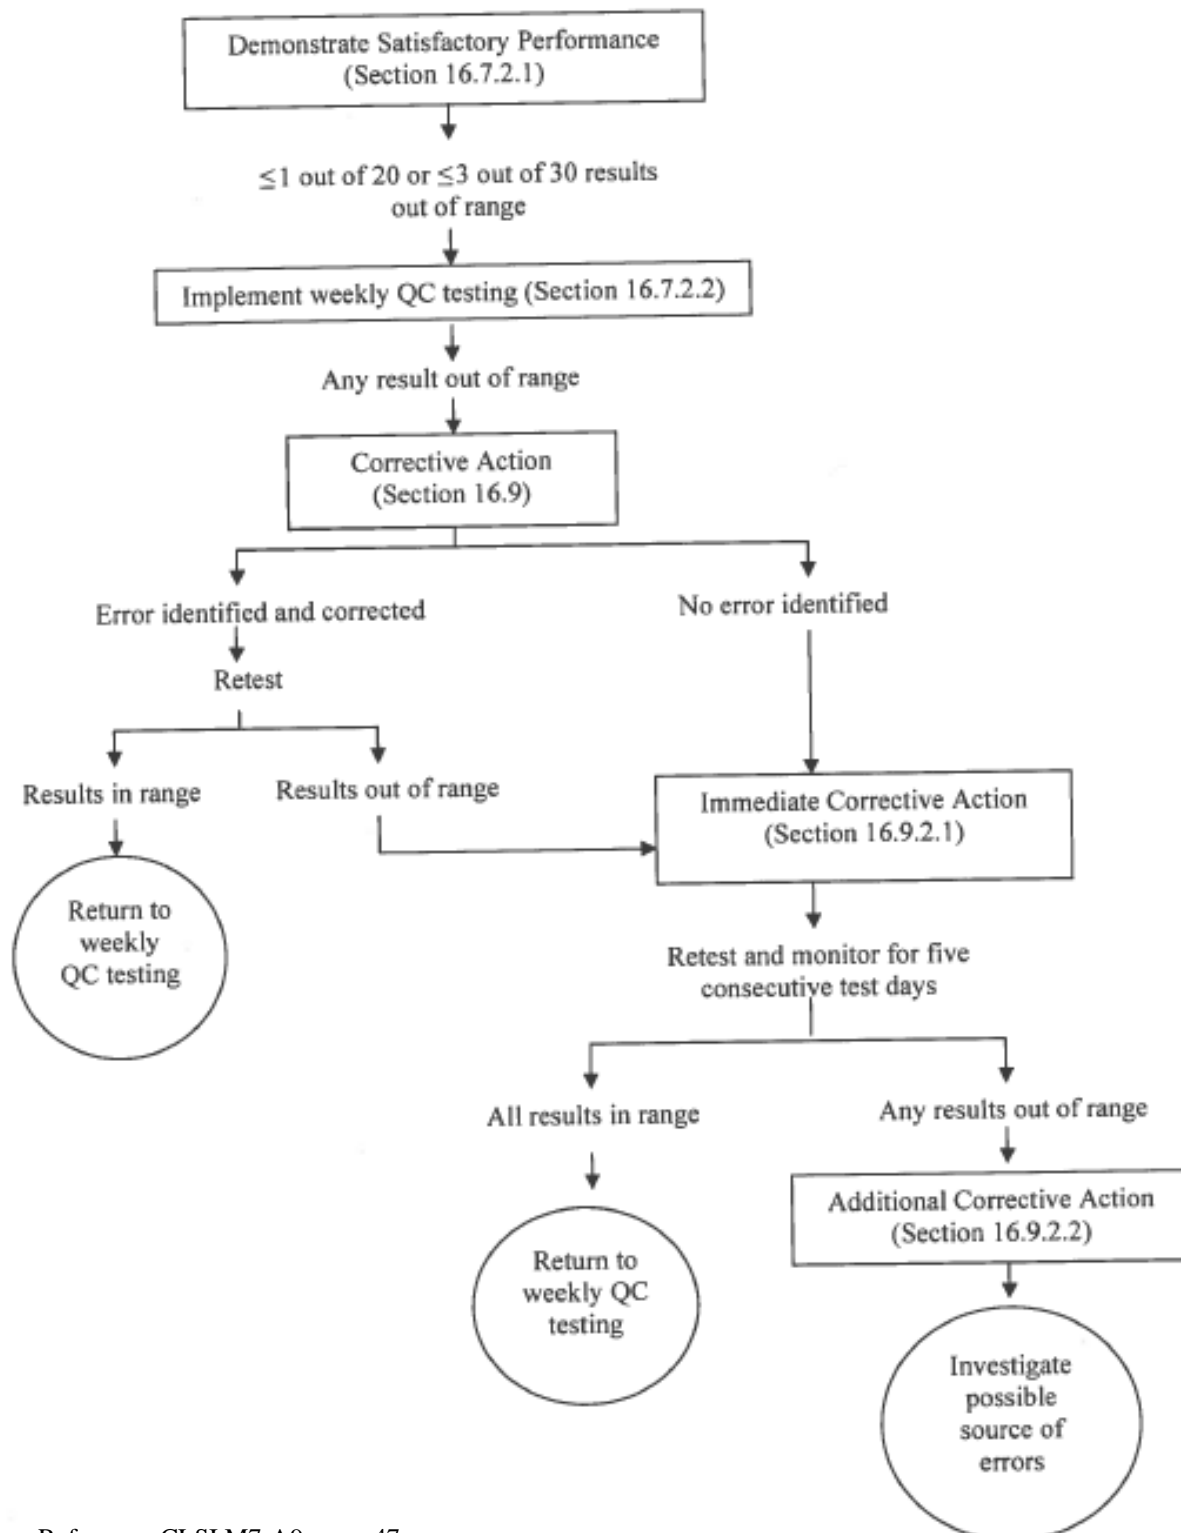 Demonstrate Satisfactory Performance
(Section 16.7.2.1)
≤1 out of 20 or ≤3 out of 30 results
out of range
Implement weekly QC testing (Section 16.7.2.2)
Any result out of range
Corrective Action
(Section 16.9)
Error identified and corrected
No error identified
Retest
Results in range
Results out of range
Immediate Corrective Action
(Section 16.9.2.1)
Return to
weekly
QC testing
Retest and monitor for five
consecutive test days
All results in range
Any results out of range
Additional Corrective Action
(Section 16.9.2.2)
Return to
weekly QC
testing
Investigate
possible
source of
errors